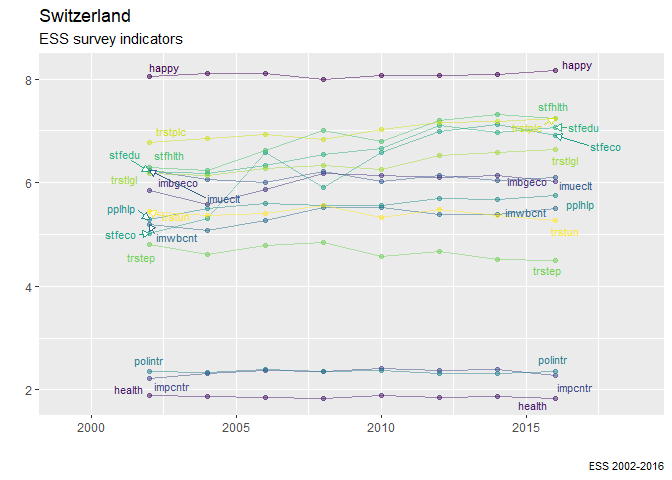 Switzerland
ESS survey indicators
happy
happy
8
stfhlth
trstplc
trstplc
stfedu
stfedu
stfhlth
stfeco
trstlgl
trstlgl
imbgeco
imbgeco
imueclt
6
imueclt
pplhlp
pplhlp
trstun
imwbcnt
stfeco
imwbcnt
trstun
trstep
trstep
4
polintr
polintr
health
impcntr
impcntr
2
health
2000
2005
2010
2015
ESS 2002-2016